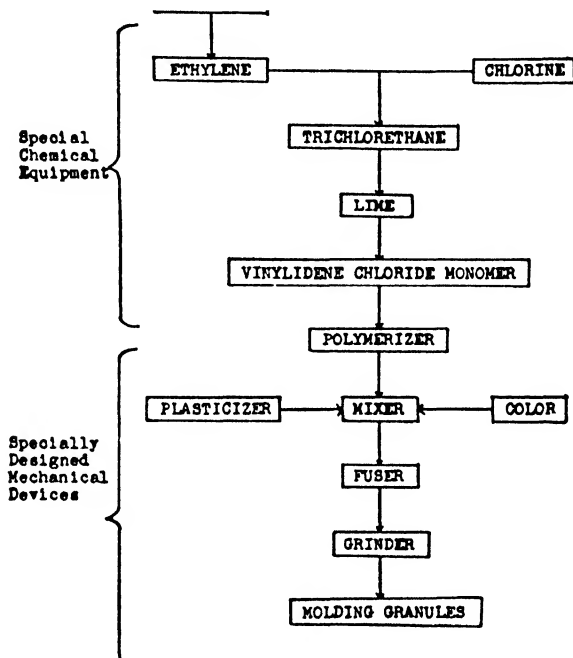 ETHYLENE
CHLORINE
Special
Chemical
Equipment
TRICHLORETHANE
LIME
VINYLIDENE CHLORIDE MONOMER
POLYMERIZER
PLASTICIZER
MIXER
COLOR
Specially
Designed
Mechanical
Devices
FUSER
GRINDER
MOLDING GRANULES